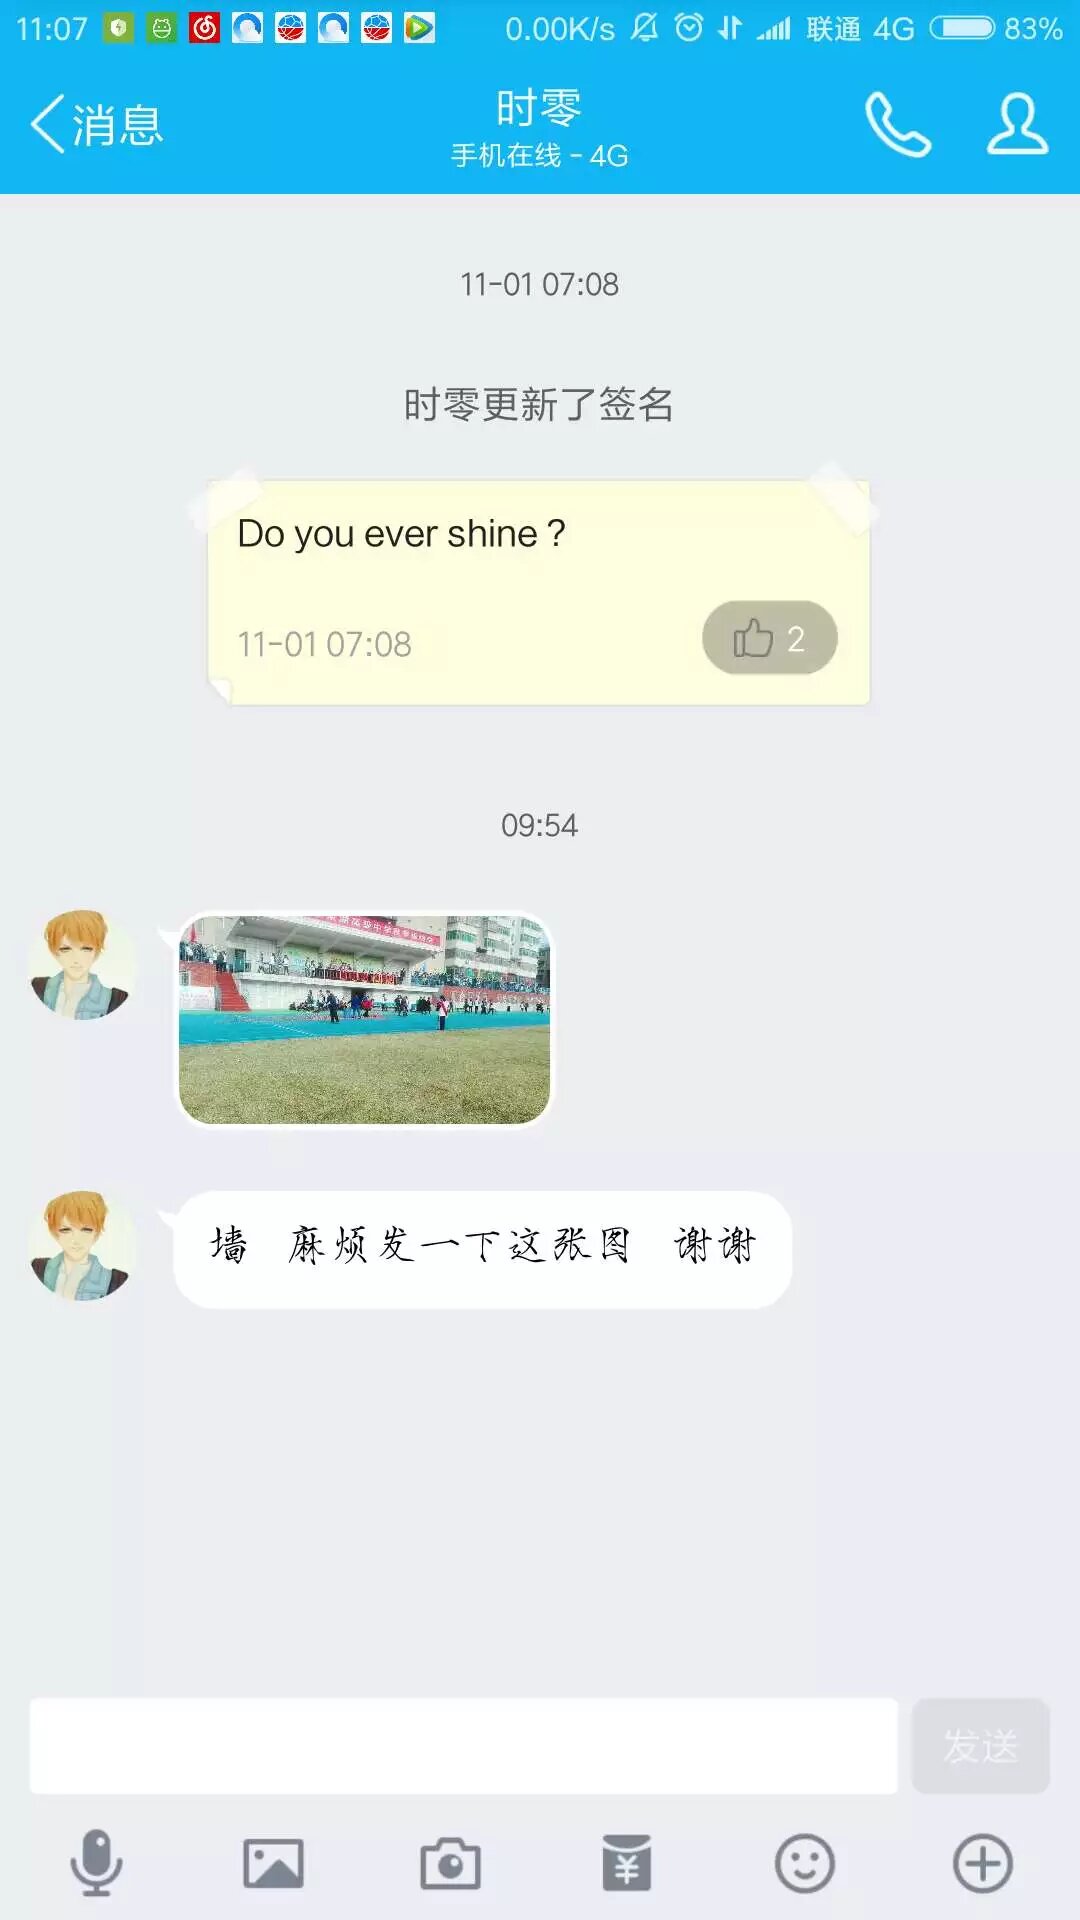 11:07 0.00K/s 联通 4G 83%
消息
时零
手机在线 - 4G
11-01 07:08
时零更新了签名
Do you ever shine？
11-01 07:08
2
09:54
墙 麻烦发一下这张图 谢谢
发送